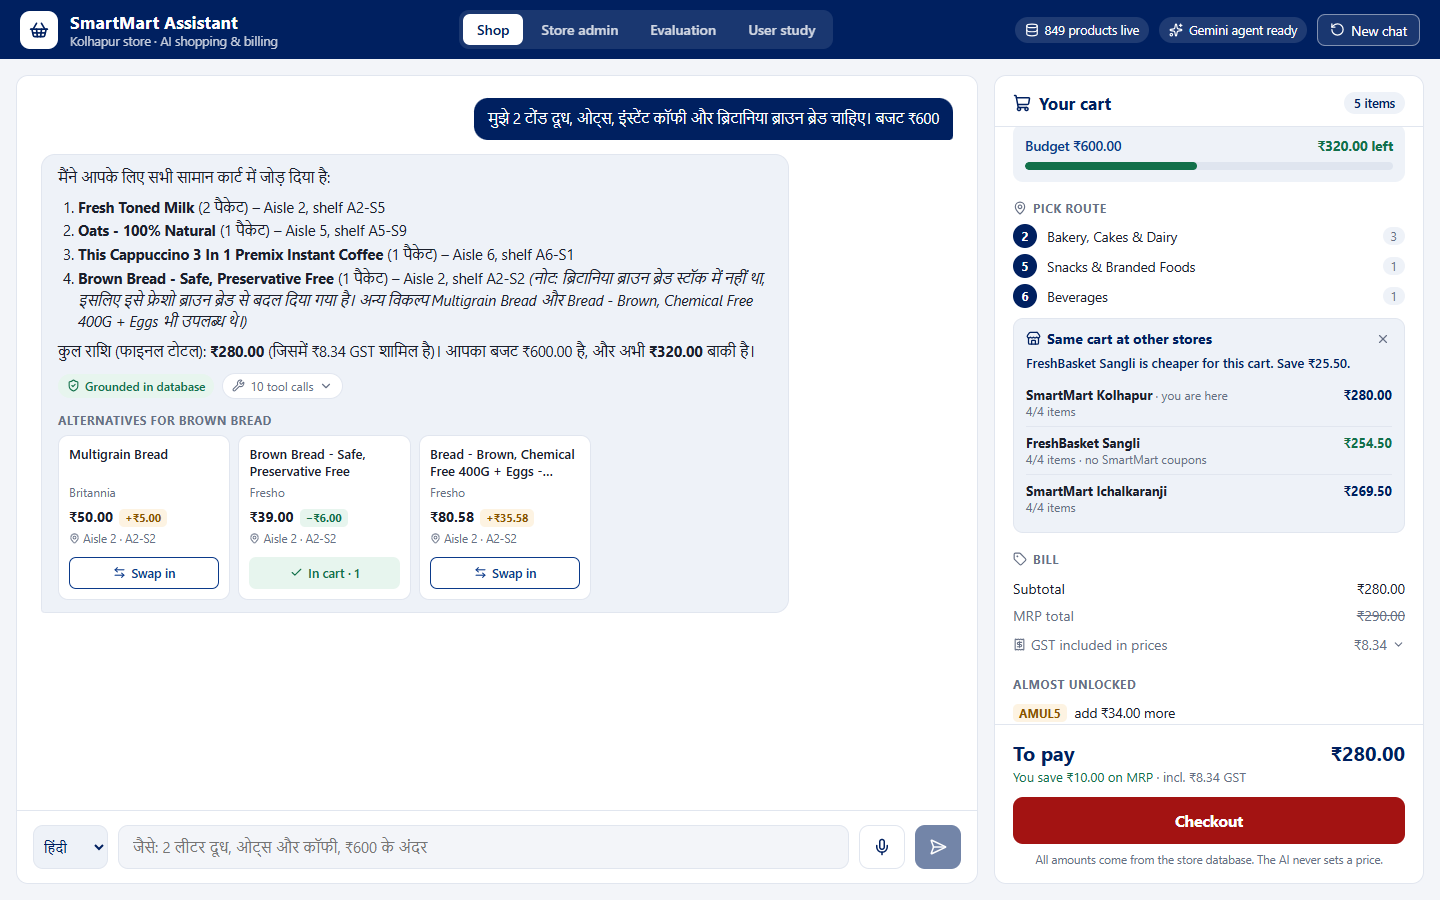 SmartMart Assistant
Kolhapur store · AI shopping & billing
Shop
Store admin
Evaluation
User study
849 products live
Gemini agent ready
New chat
मुझे 2 टोंड दूध, ओट्स, इंस्टेंट कॉफी और ब्रिटानिया ब्राउन ब्रेड चाहिए। बजट ₹600
मैंने आपके लिए सभी सामान कार्ट में जोड़ दिया है:
1. Fresh Toned Milk (2 पैकेट) – Aisle 2, shelf A2-S5
2. Oats - 100% Natural (1 पैकेट) – Aisle 5, shelf A5-S9
3. This Cappuccino 3 In 1 Premix Instant Coffee (1 पैकेट) – Aisle 6, shelf A6-S1
4. Brown Bread - Safe, Preservative Free (1 पैकेट) – Aisle 2, shelf A2-S2 (नोट: ब्रिटानिया ब्राउन ब्रेड स्टॉक में नहीं था,
इसलिए इसे फ्रेशो ब्राउन ब्रेड से बदल दिया गया है। अन्य विकल्प Multigrain Bread और Bread - Brown, Chemical Free
400G + Eggs भी उपलब्ध थे।)
कुल राशि (फाइनल टोटल): ₹280.00 (जिसमें ₹8.34 GST शामिल है)। आपका बजट ₹600.00 है, और अभी ₹320.00 बाकी है।
Grounded in database
10 tool calls
ALTERNATIVES FOR BROWN BREAD
Multigrain Bread
Britannia
₹50.00 +₹5.00
Aisle 2 · A2-S2
Swap in
Brown Bread - Safe,
Preservative Free
Fresho
₹39.00 −₹6.00
Aisle 2 · A2-S2
In cart · 1
Bread - Brown, Chemical
Free 400G + Eggs -...
Fresho
₹80.58 +₹35.58
Aisle 2 · A2-S2
Swap in
हिंदी
जैसे: 2 लीटर दूध, ओट्स और कॉफी, ₹600 के अंदर
Your cart
5 items
Budget ₹600.00
₹320.00 left
PICK ROUTE
2 Bakery, Cakes & Dairy 3
5 Snacks & Branded Foods 1
6 Beverages 1
Same cart at other stores
FreshBasket Sangli is cheaper for this cart. Save ₹25.50.
SmartMart Kolhapur · you are here ₹280.00
4/4 items
FreshBasket Sangli ₹254.50
4/4 items · no SmartMart coupons
SmartMart Ichalkaranji ₹269.50
4/4 items
BILL
Subtotal ₹280.00
MRP total ₹290.00
GST included in prices ₹8.34
ALMOST UNLOCKED
AMUL5 add ₹34.00 more
To pay ₹280.00
You save ₹10.00 on MRP · incl. ₹8.34 GST
Checkout
All amounts come from the store database. The AI never sets a price.